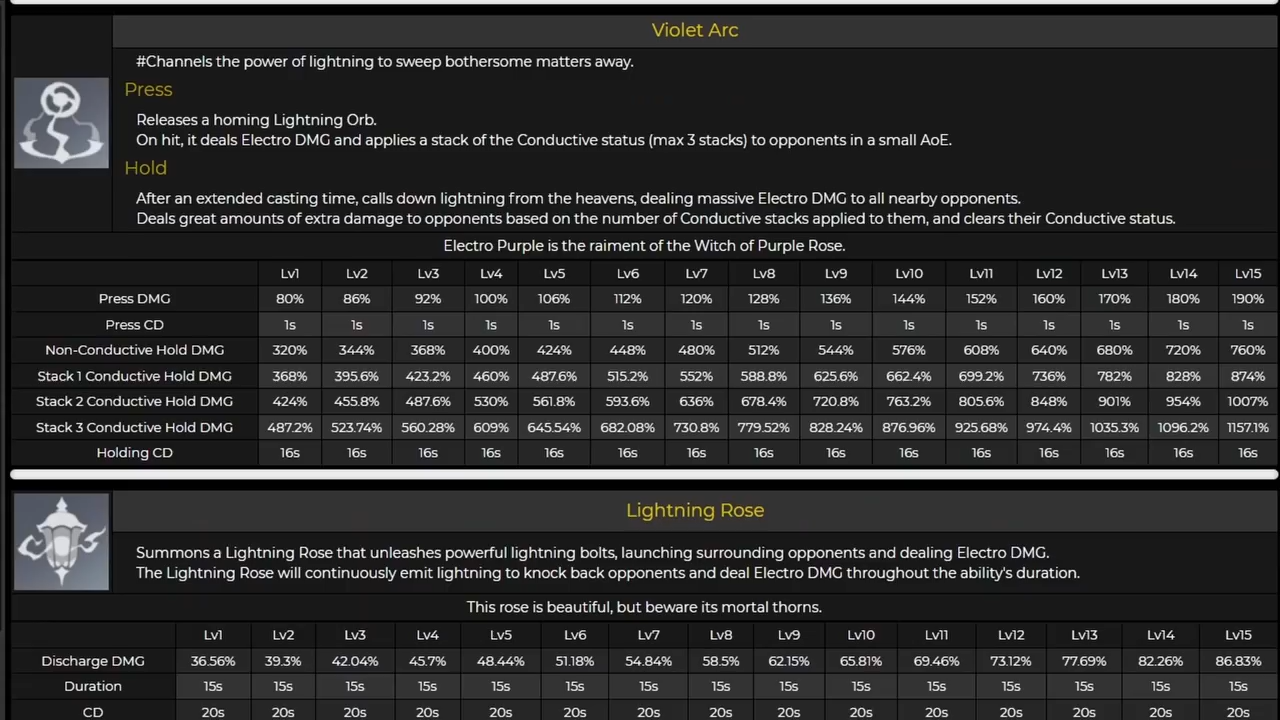 Violet Arc
#Channels the power of lightning to sweep bothersome matters away.
Press
Releases a homing Lightning Orb.
On hit, it deals Electro DMG and applies a stack of the Conductive status (max 3 stacks) to opponents in a small AoE.
Hold
After an extended casting time, calls down lightning from the heavens, dealing massive Electro DMG to all nearby opponents.
Deals great amounts of extra damage to opponents based on the number of Conductive stacks applied to them, and clears their Conductive status.
Electro Purple is the raiment of the Witch of Purple Rose.
Lv1 Lv2 Lv3 Lv4 Lv5 Lv6 Lv7 Lv8 Lv9 Lv10 Lv11 Lv12 Lv13 Lv14 Lv15
Press DMG 80% 86% 92% 100% 106% 112% 120% 128% 136% 144% 152% 160% 170% 180% 190%
Press CD 1s 1s 1s 1s 1s 1s 1s 1s 1s 1s 1s 1s 1s 1s 1s
Non-Conductive Hold DMG 320% 344% 368% 400% 424% 448% 480% 512% 544% 576% 608% 640% 680% 720% 760%
Stack 1 Conductive Hold DMG 368% 395.6% 423.2% 460% 487.6% 515.2% 552% 588.8% 625.6% 662.4% 699.2% 736% 782% 828% 874%
Stack 2 Conductive Hold DMG 424% 455.8% 487.6% 530% 561.8% 593.6% 636% 678.4% 720.8% 763.2% 805.6% 848% 901% 954% 1007%
Stack 3 Conductive Hold DMG 487.2% 523.74% 560.28% 609% 645.54% 682.08% 730.8% 779.52% 828.24% 876.96% 925.68% 974.4% 1035.3% 1096.2% 1157.1%
Holding CD 16s 16s 16s 16s 16s 16s 16s 16s 16s 16s 16s 16s 16s 16s 16s
Lightning Rose
Summons a Lightning Rose that unleashes powerful lightning bolts, launching surrounding opponents and dealing Electro DMG.
The Lightning Rose will continuously emit lightning to knock back opponents and deal Electro DMG throughout the ability's duration.
This rose is beautiful, but beware its mortal thorns.
Lv1 Lv2 Lv3 Lv4 Lv5 Lv6 Lv7 Lv8 Lv9 Lv10 Lv11 Lv12 Lv13 Lv14 Lv15
Discharge DMG 36.56% 39.3% 42.04% 45.7% 48.44% 51.18% 54.84% 58.5% 62.15% 65.81% 69.46% 73.12% 77.69% 82.26% 86.83%
Duration 15s 15s 15s 15s 15s 15s 15s 15s 15s 15s 15s 15s 15s 15s 15s
CD 20s 20s 20s 20s 20s 20s 20s 20s 20s 20s 20s 20s 20s 20s 20s